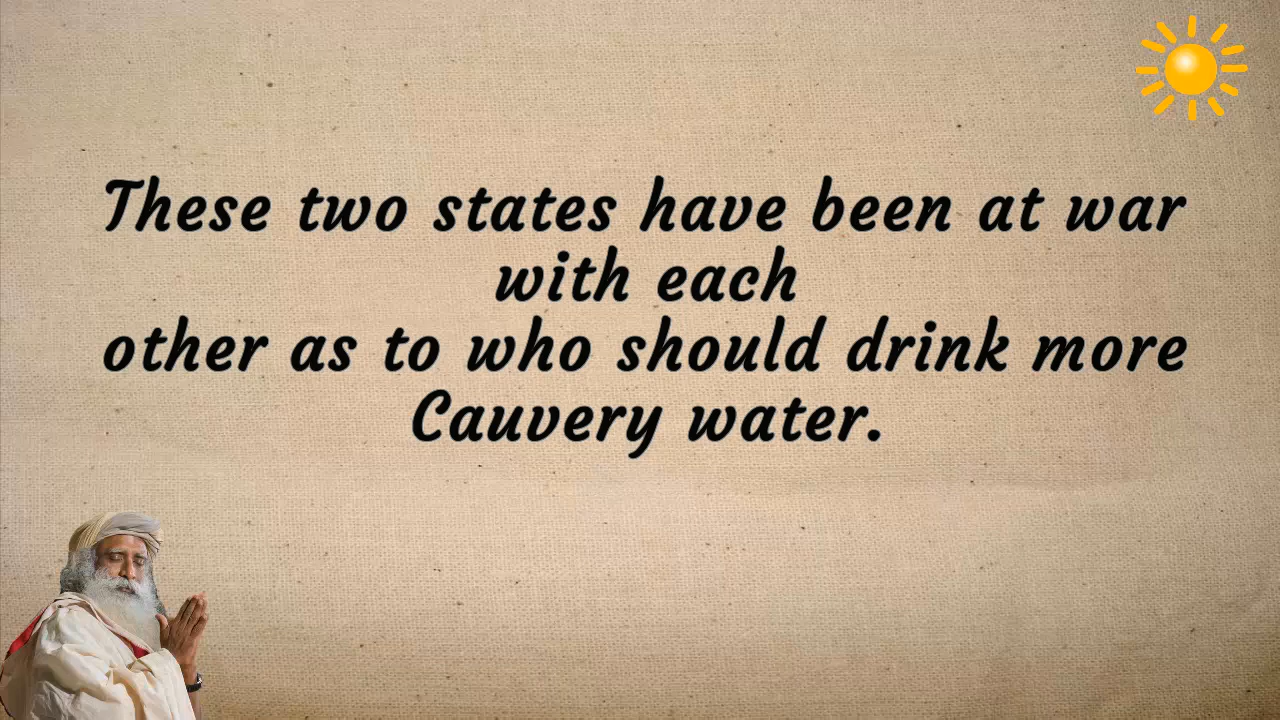 These two states have been at war
with each
other as to who should drink more
Cauvery water.